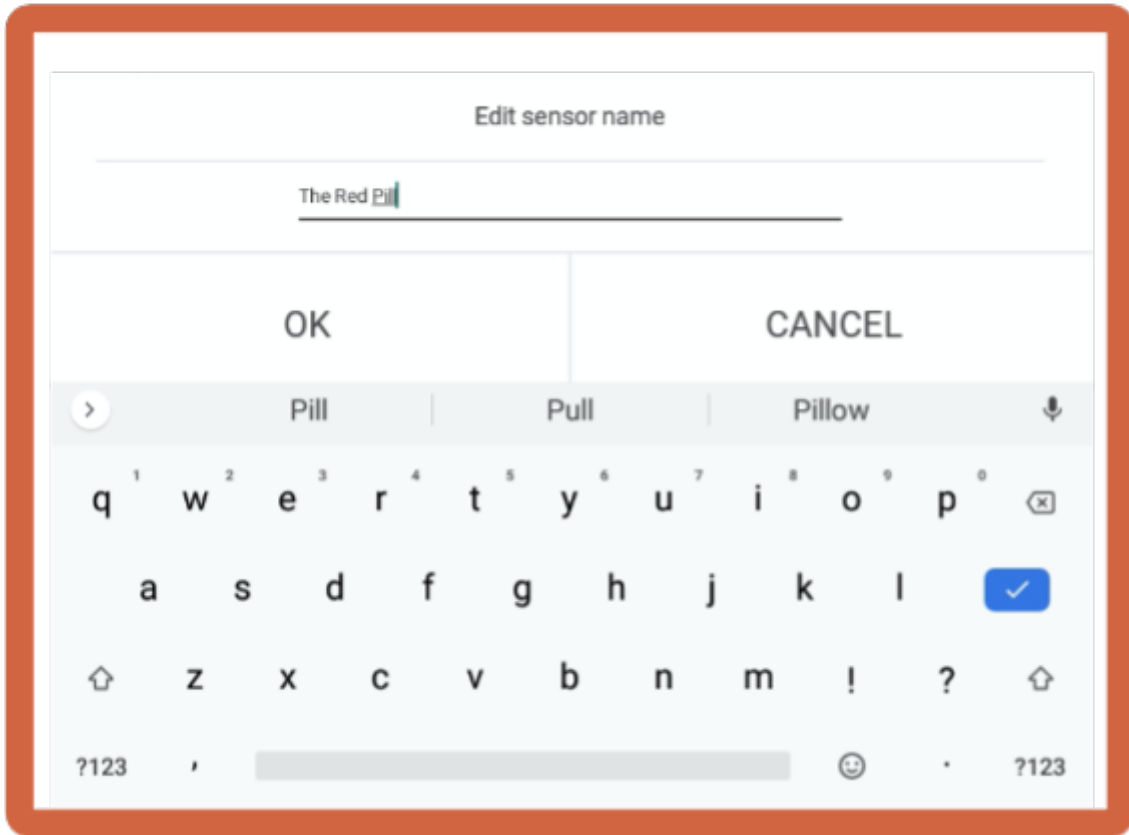 Edit sensor name
The Red Pill
OK CANCEL
Pill Pull Pillow
1 2 3 4 5 6 7 8 9 0
q w e r t y u i o p
a s d f g h j k l
z x c v b n m ! ?
?123 , . ?123